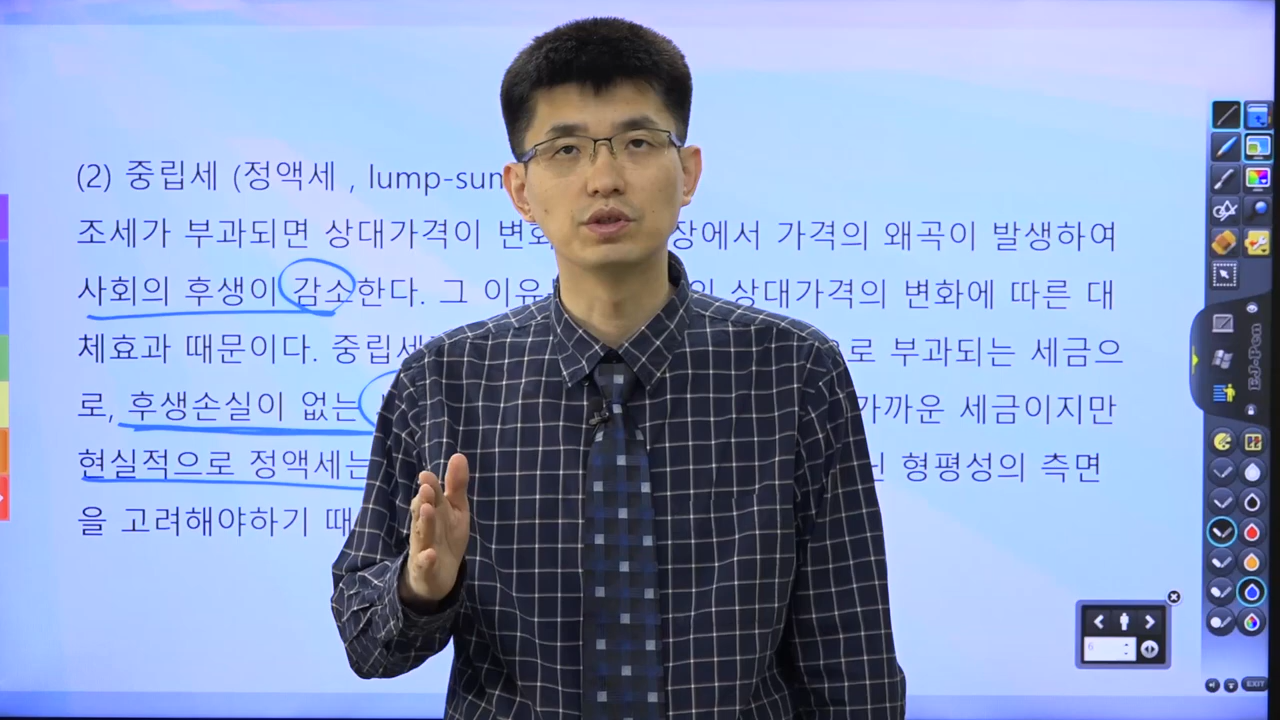 (2) 중립세 (정액세 , lump-sum
조세가 부과되면 상대가격이 변화 장에서 가격의 왜곡이 발생하여
사회의 후생이 감소한다. 그 이유 상대가격의 변화에 따른 대
체효과 때문이다. 중립세 로 부과되는 세금으
로, 후생손실이 없는 가까운 세금이지만
현실적으로 정액세는 형평성의 측면
을 고려해야하기 때
EJ-Pen
6
EXIT